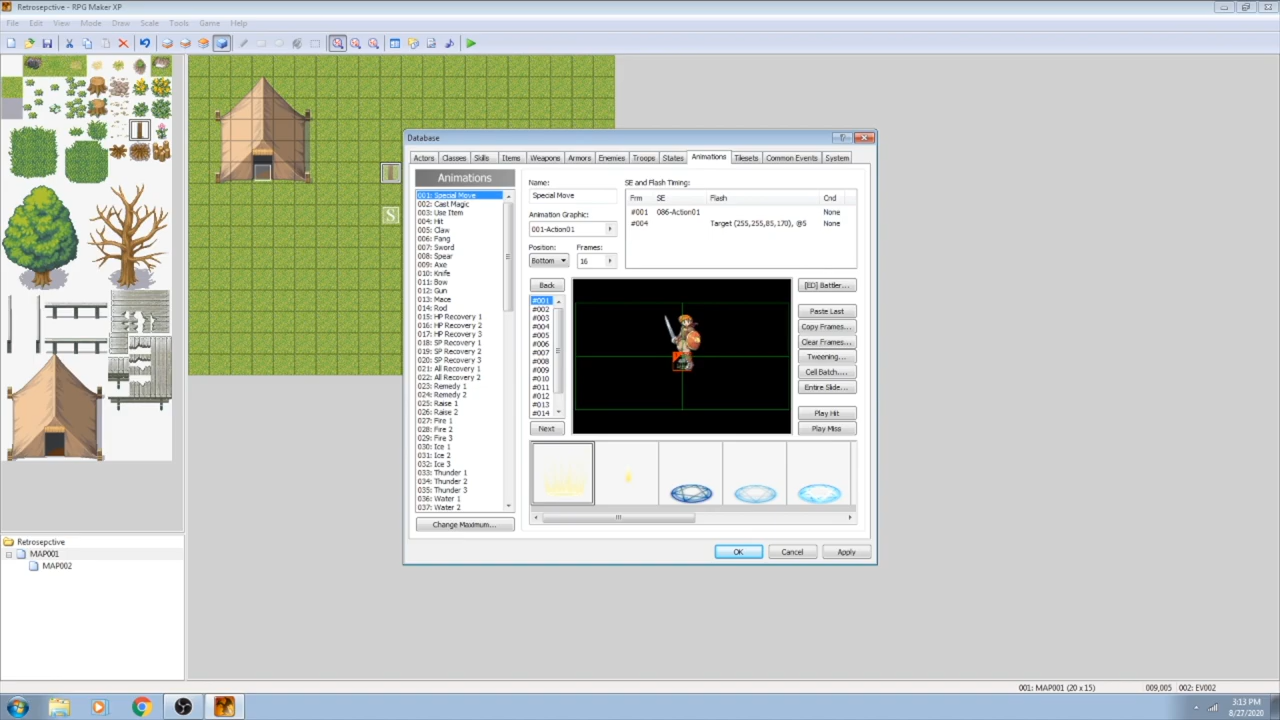 Retrosepctive - RPG Maker XP
File Edit View Mode Draw Scale Tools Game Help
S
Database
Actors Classes Skills Items Weapons Armors Enemies Troops States Animations Tilesets Common Events System
Animations
001: Special Move
002: Cast Magic
003: Use Item
004: Hit
005: Claw
006: Fang
007: Sword
008: Spear
009: Axe
010: Knife
011: Bow
012: Gun
013: Mace
014: Rod
015: HP Recovery 1
016: HP Recovery 2
017: HP Recovery 3
018: SP Recovery 1
019: SP Recovery 2
020: SP Recovery 3
021: All Recovery 1
022: All Recovery 2
023: Remedy 1
024: Remedy 2
025: Raise 1
026: Raise 2
027: Fire 1
028: Fire 2
029: Fire 3
030: Ice 1
031: Ice 2
032: Ice 3
033: Thunder 1
034: Thunder 2
035: Thunder 3
036: Water 1
037: Water 2
Change Maximum...
Name:
Special Move
Animation Graphic:
001-Action01
Position: Frames:
Bottom 16
SE and Flash Timing:
Frm SE Flash Cnd
#001 086-Action01 None
#004 Target (255,255,85,170), @5 None
Back
#001
#002
#003
#004
#005
#006
#007
#008
#009
#010
#011
#012
#013
#014
Next
[ED] Battler...
Paste Last
Copy Frames...
Clear Frames...
Tweening...
Cell Batch...
Entire Slide...
Play Hit
Play Miss
OK Cancel Apply
Retrosepctive
MAP001
MAP002
001: MAP001 (20 x 15) 009,005 002: EV002
3:13 PM
8/27/2020